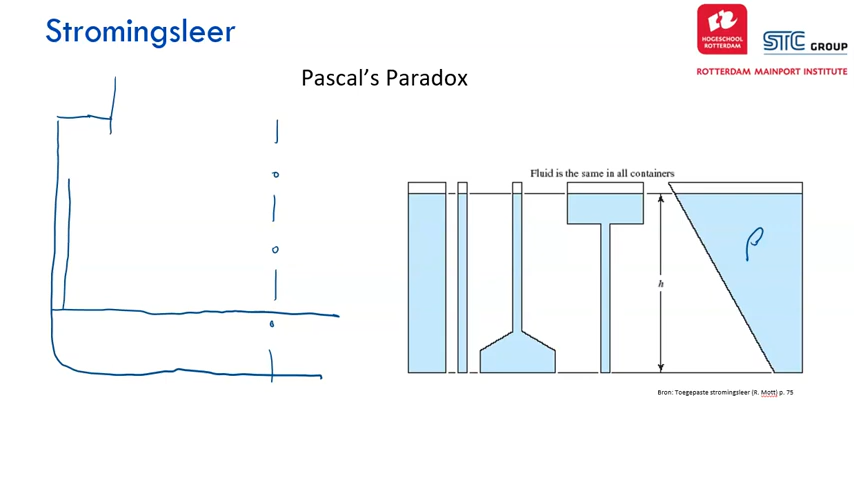 Stromingsleer
HOGESCHOOL
ROTTERDAM
STC GROUP
ROTTERDAM MAINPORT INSTITUTE
Pascal's Paradox
Fluid is the same in all containers
ρ
h
Bron: Toegepaste stromingsleer (R. Mott) p. 75